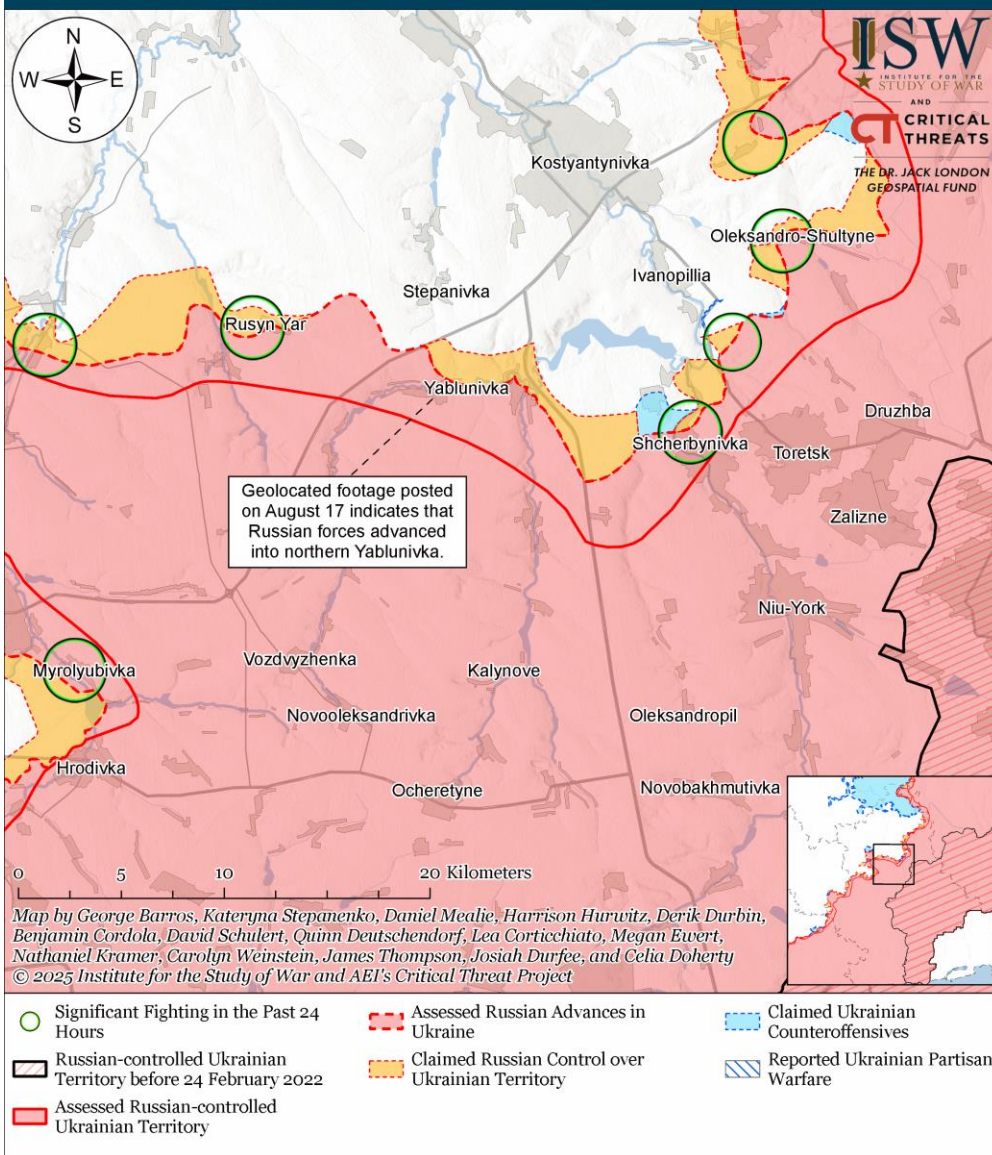 N
W E
S
ISW
INSTITUTE FOR THE
STUDY OF WAR
AND
CT CRITICAL
THREATS
THE DR. JACK LONDON
GEOSPATIAL FUND
Kostyantynivka
Oleksandro-Shultyne
Ivanopillia
Stepanivka
Rusyn Yar
Yablunivka
Druzhba
Shcherbynivka
Toretsk
Geolocated footage posted
on August 17 indicates that
Russian forces advanced
into northern Yablunivka.
Zalizne
Niu-York
Myrolyubivka
Vozdvyzhenka
Kalynove
Novooleksandrivka
Oleksandropil
Hrodivka
Ocheretyne
Novobakhmutivka
0 5 10 20 Kilometers
Map by George Barros, Kateryna Stepanenko, Daniel Mealie, Harrison Hurwitz, Derik Durbin,
Benjamin Cordola, David Schulert, Quinn Deutschendorf, Lea Corticchiato, Megan Ewert,
Nathaniel Kramer, Carolyn Weinstein, James Thompson, Josiah Durfee, and Celia Doherty
© 2025 Institute for the Study of War and AEI's Critical Threat Project
Significant Fighting in the Past 24
Hours
Russian-controlled Ukrainian
Territory before 24 February 2022
Assessed Russian-controlled
Ukrainian Territory
Assessed Russian Advances in
Ukraine
Claimed Russian Control over
Ukrainian Territory
Claimed Ukrainian
Counteroffensives
Reported Ukrainian Partisan
Warfare